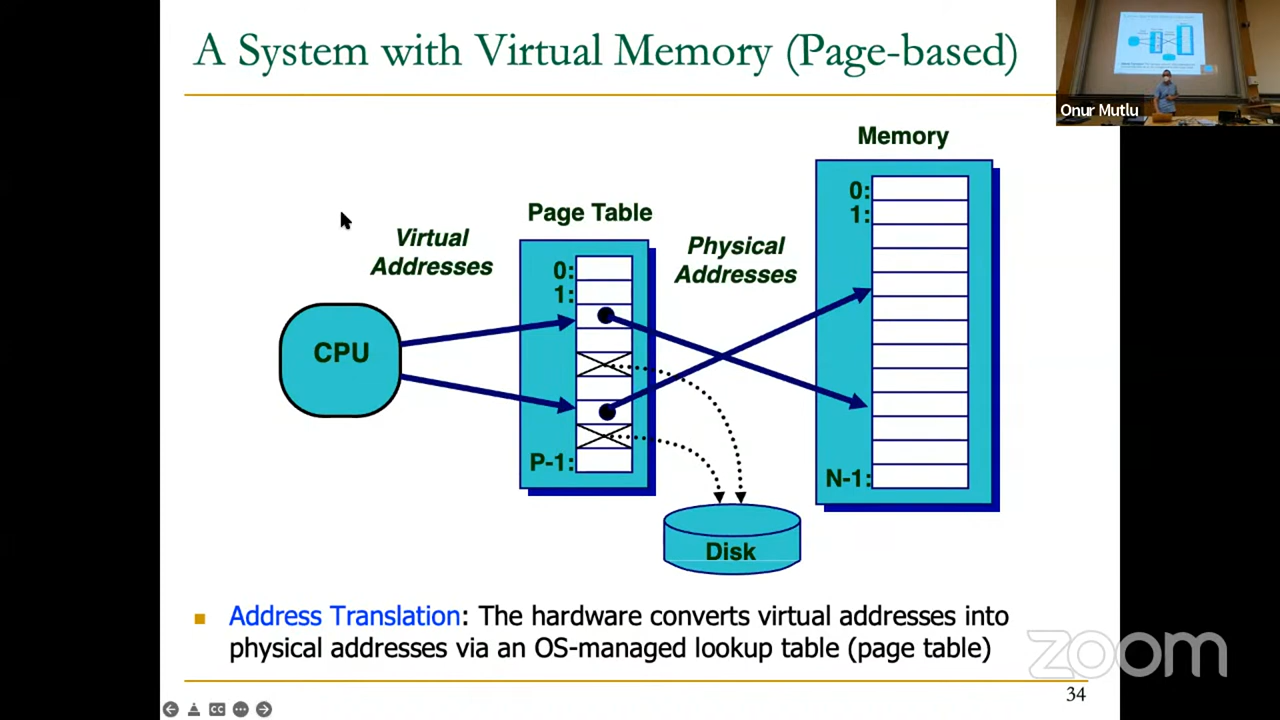 A System with Virtual Memory (Page-based)
Onur Mutlu
Memory
0:
1:
Page Table
Virtual
Addresses
Physical
Addresses
0:
1:
CPU
P-1:
N-1:
Disk
Address Translation: The hardware converts virtual addresses into
physical addresses via an OS-managed lookup table (page table)
zoom
34
CC